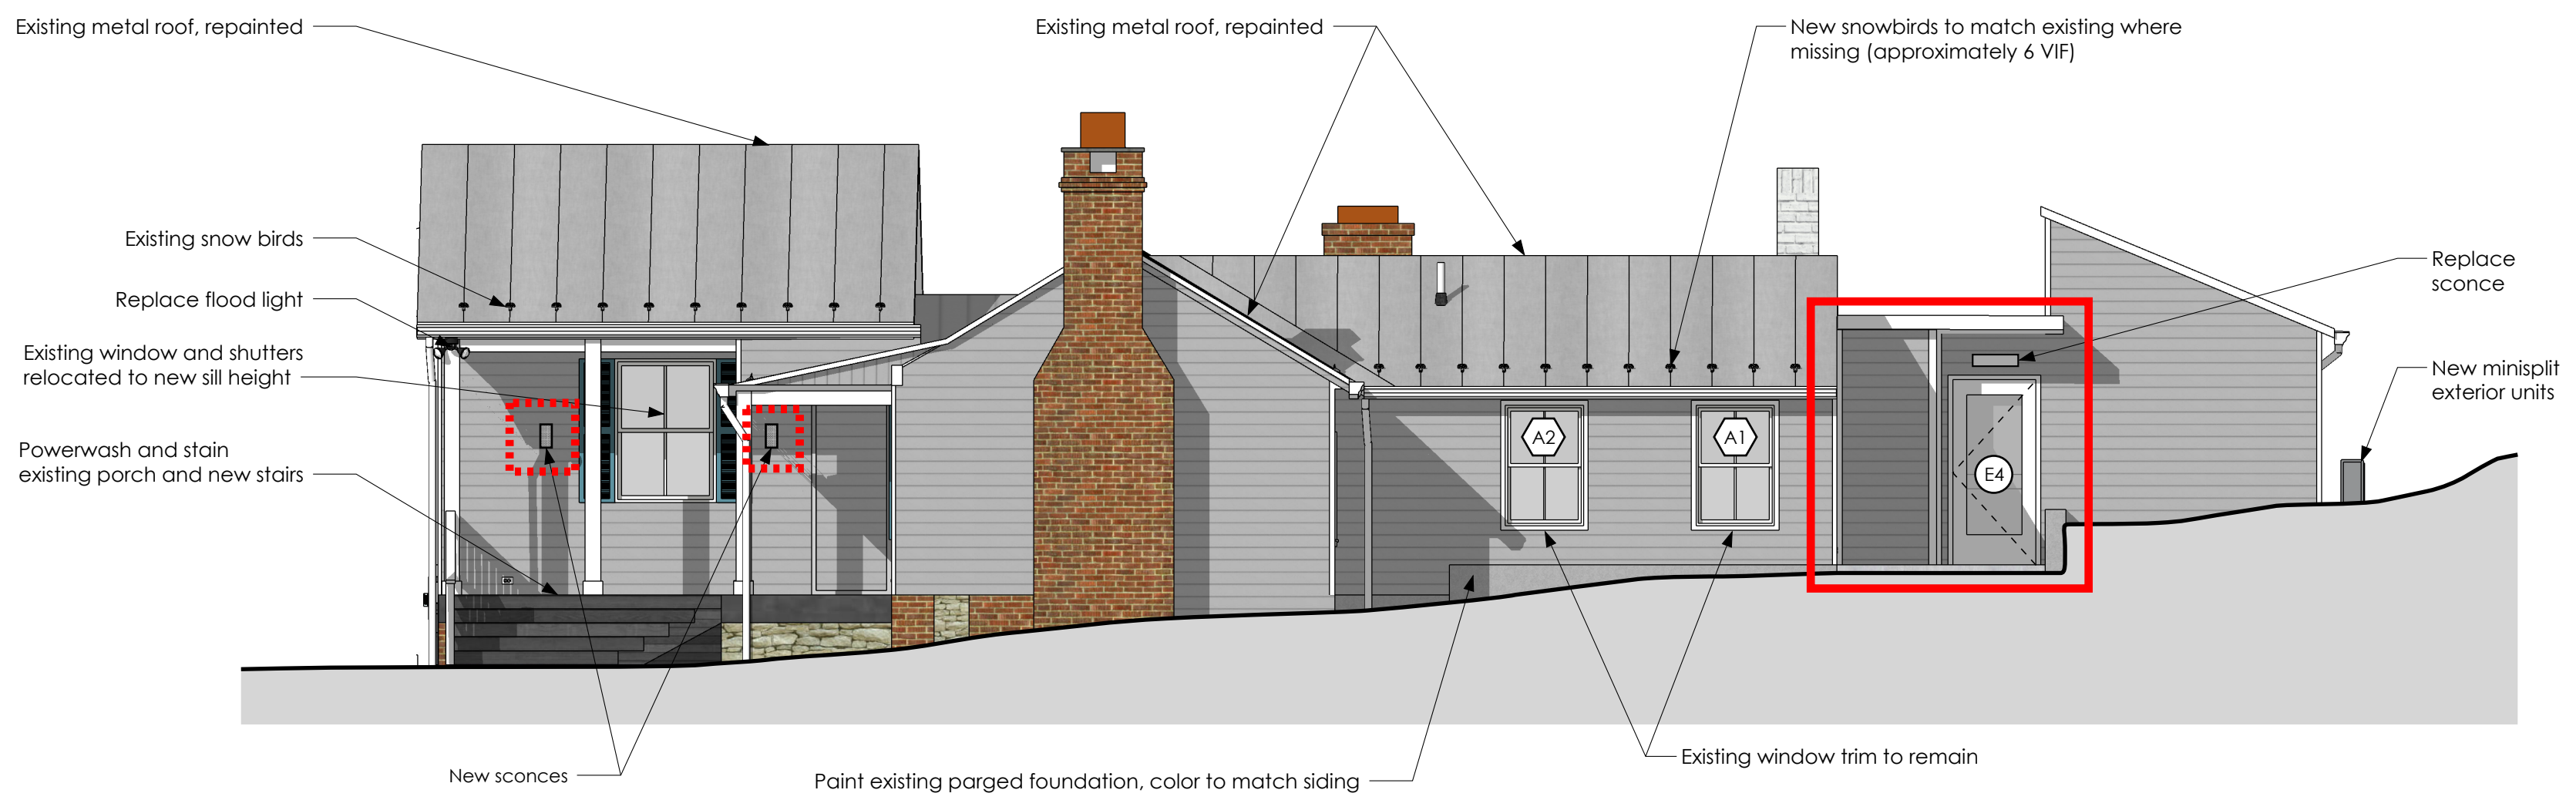 Existing metal roof, repainted
Existing metal roof, repainted
New snowbirds to match existing where
missing (approximately 6 VIF)
Existing snow birds
Replace flood light
Existing window and shutters
relocated to new sill height
Powerwash and stain
existing porch and new stairs
Replace
sconce
New minisplit
exterior units
A2
A1
E4
New sconces
Paint existing parged foundation, color to match siding
Existing window trim to remain